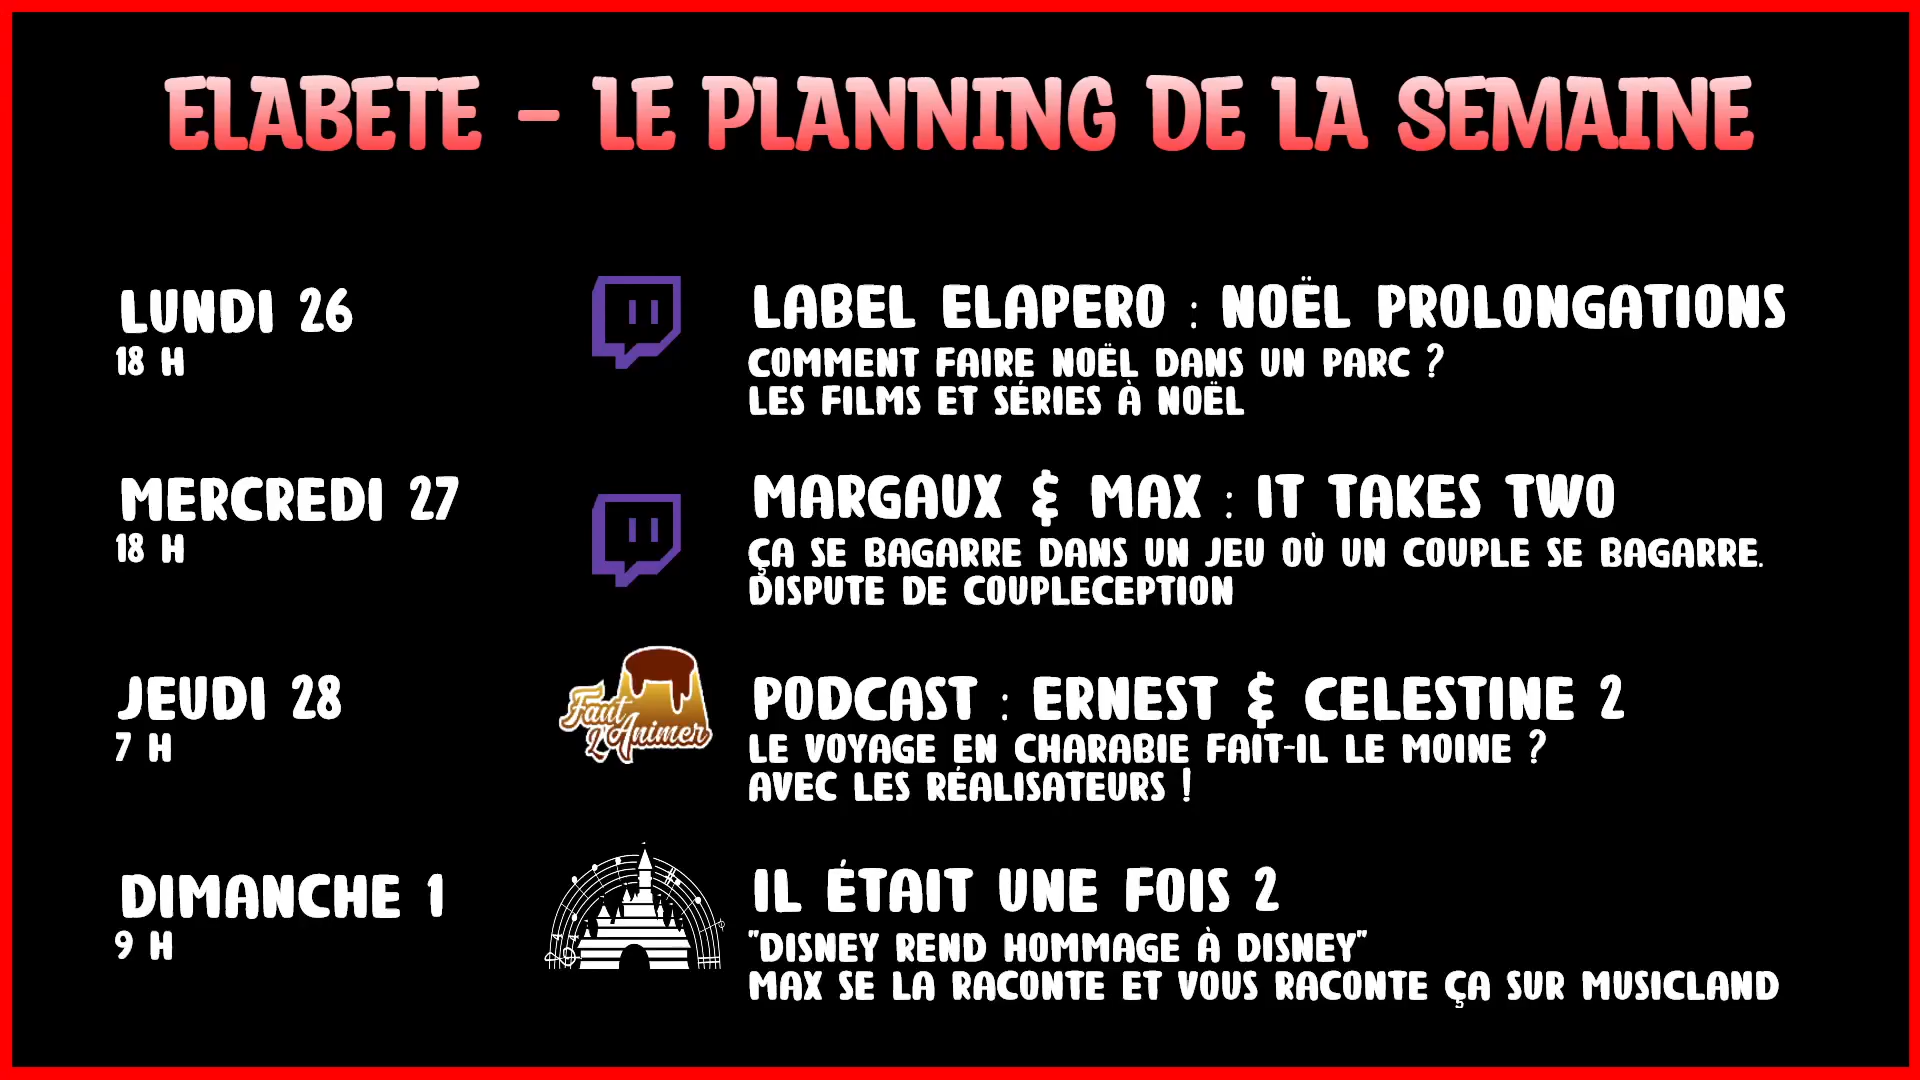 ELABETE - LE PLANNING DE LA SEMAINE
LUNDI 26
18 H
LABEL ELAPERO : NOËL PROLONGATIONS
COMMENT FAIRE NOËL DANS UN PARC ?
LES FILMS ET SÉRIES À NOËL
MERCREDI 27
18 H
MARGAUX & MAX : IT TAKES TWO
ÇA SE BAGARRE DANS UN JEU OÙ UN COUPLE SE BAGARRE.
DISPUTE DE COUPLECEPTION
JEUDI 28
7 H
Faut
L'Animer
PODCAST : ERNEST & CELESTINE 2
LE VOYAGE EN CHARABIE FAIT-IL LE MOINE ?
AVEC LES RÉALISATEURS !
DIMANCHE 1
9 H
IL ÉTAIT UNE FOIS 2
"DISNEY REND HOMMAGE À DISNEY"
MAX SE LA RACONTE ET VOUS RACONTE ÇA SUR MUSICLAND